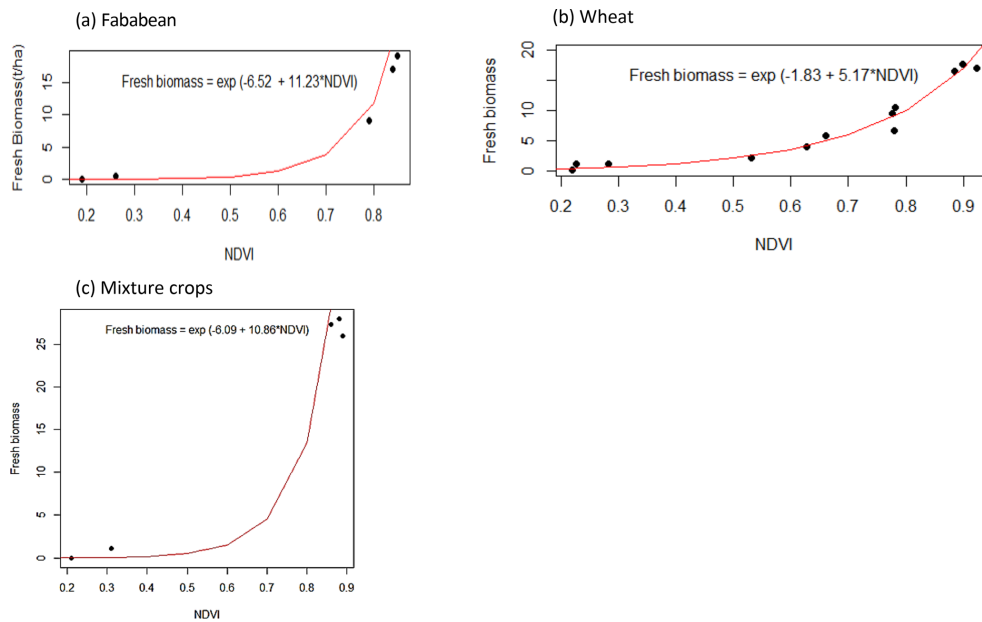 (a) Fababean
Fresh Biomass(t/ha)
Fresh biomass = exp (-6.52 + 11.23*NDVI)
15
10
5
0
0.2 0.3 0.4 0.5 0.6 0.7 0.8
NDVI
(b) Wheat
Fresh biomass
Fresh biomass = exp (-1.83 + 5.17*NDVI)
20
10
5
0
0.2 0.3 0.4 0.5 0.6 0.7 0.8 0.9
NDVI
(c) Mixture crops
Fresh biomass
Fresh biomass = exp (-6.09 + 10.86*NDVI)
25
20
15
10
5
0
0.2 0.3 0.4 0.5 0.6 0.7 0.8 0.9
NDVI